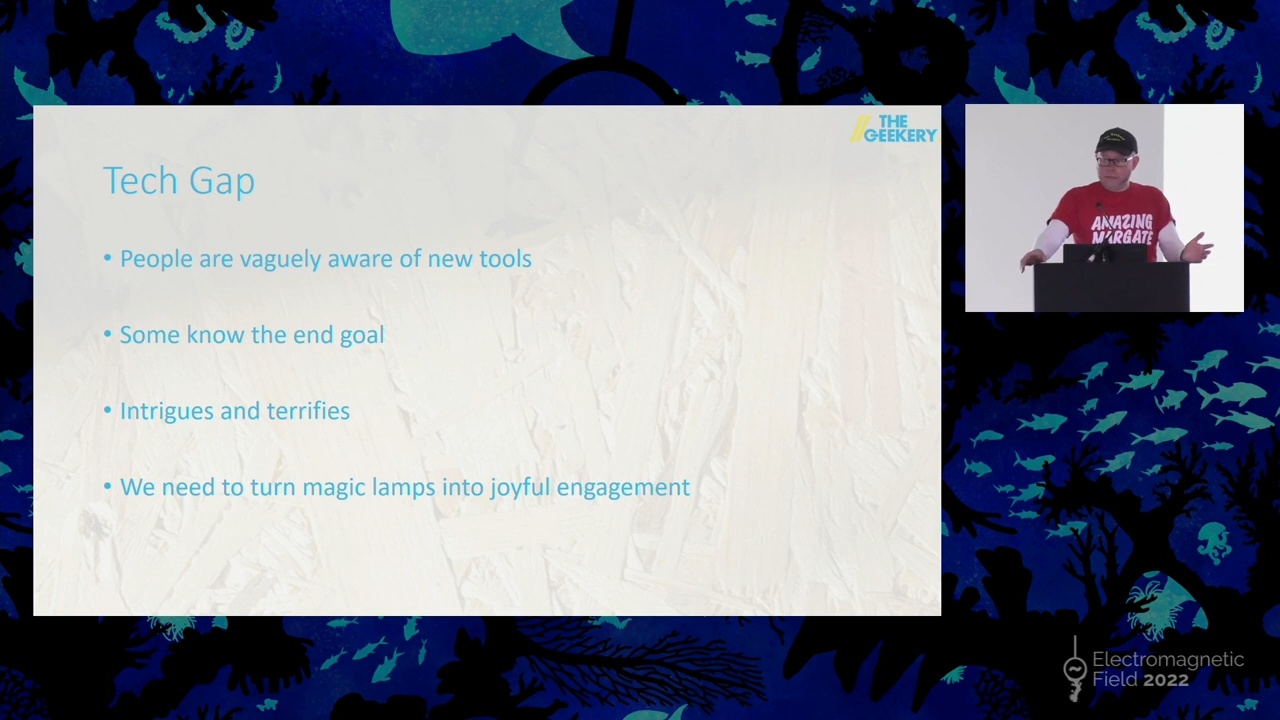 THE
GEEKERY
Tech Gap
• People are vaguely aware of new tools
• Some know the end goal
• Intrigues and terrifies
• We need to turn magic lamps into joyful engagement
AMAZING
MARGATE
Electromagnetic
Field 2022